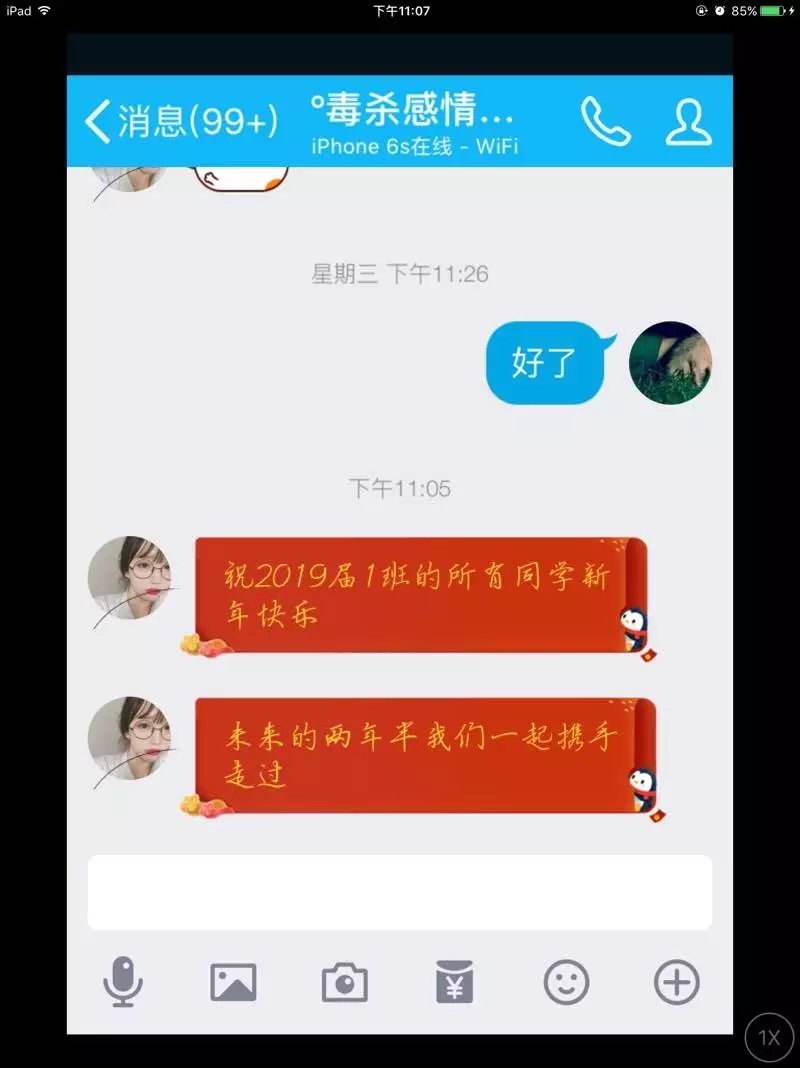 iPad 下午11:07 85%
消息(99+) °毒杀感情...
iPhone 6s在线 - WiFi
星期三 下午11:26
好了
下午11:05
祝2019届1班的所有同学新
年快乐
未来的两年半我们一起携手
走过
¥
1X